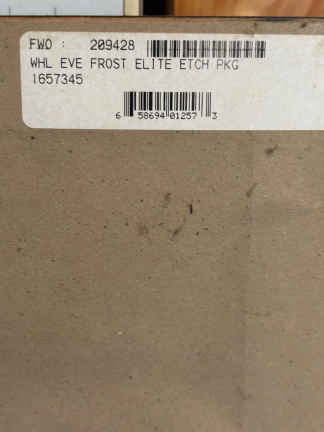 FWO : 209428
WHL EVE FROST ELITE ETCH PKG
1657345
6 58694 01257 3